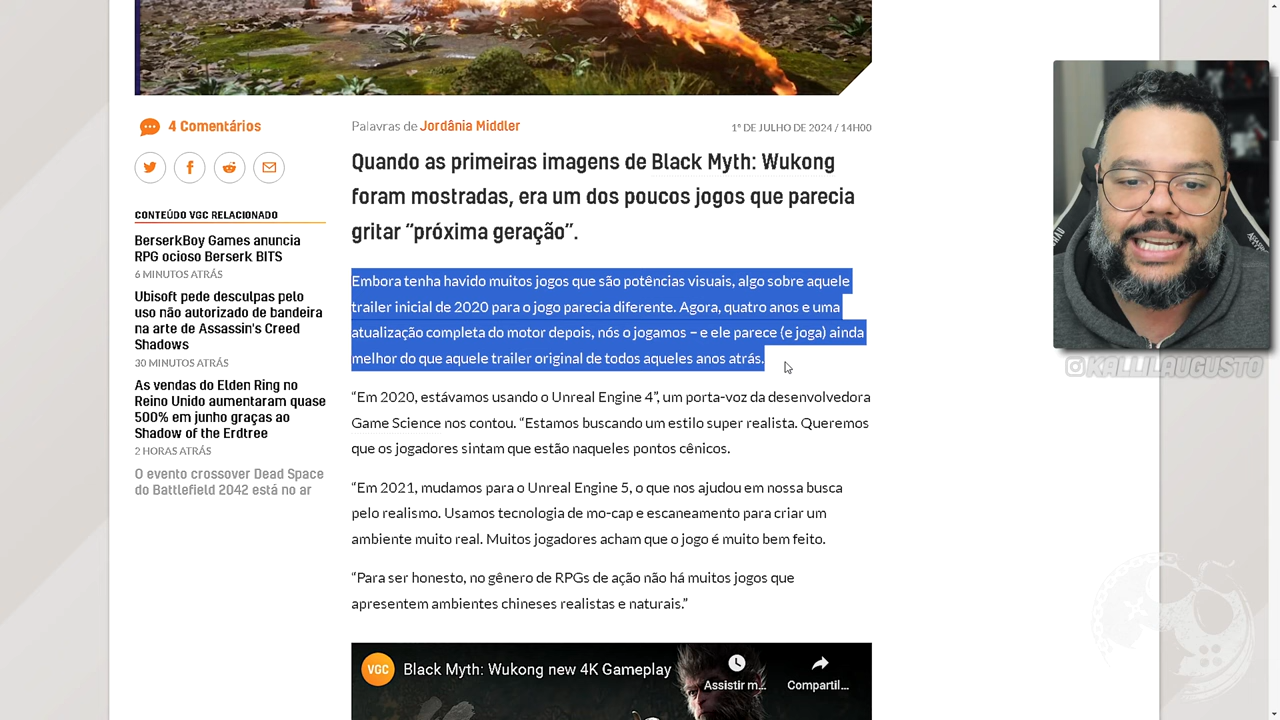 4 Comentários
CONTEÚDO VGC RELACIONADO
BerserkBoy Games anuncia
RPG ocioso Berserk BITS
6 MINUTOS ATRÁS
Ubisoft pede desculpas pelo
uso não autorizado de bandeira
na arte de Assassin's Creed
Shadows
30 MINUTOS ATRÁS
As vendas do Elden Ring no
Reino Unido aumentaram quase
500% em junho graças ao
Shadow of the Erdtree
2 HORAS ATRÁS
O evento crossover Dead Space
do Battlefield 2042 está no ar
Palavras de Jordânia Middler
1º DE JULHO DE 2024 / 14H00
Quando as primeiras imagens de Black Myth: Wukong
foram mostradas, era um dos poucos jogos que parecia
gritar “próxima geração”.
Embora tenha havido muitos jogos que são potências visuais, algo sobre aquele
trailer inicial de 2020 para o jogo parecia diferente. Agora, quatro anos e uma
atualização completa do motor depois, nós o jogamos – e ele parece (e joga) ainda
melhor do que aquele trailer original de todos aqueles anos atrás.
“Em 2020, estávamos usando o Unreal Engine 4”, um porta-voz da desenvolvedora
Game Science nos contou. “Estamos buscando um estilo super realista. Queremos
que os jogadores sintam que estão naqueles pontos cênicos.
“Em 2021, mudamos para o Unreal Engine 5, o que nos ajudou em nossa busca
pelo realismo. Usamos tecnologia de mo-cap e escaneamento para criar um
ambiente muito real. Muitos jogadores acham que o jogo é muito bem feito.
“Para ser honesto, no gênero de RPGs de ação não há muitos jogos que
apresentem ambientes chineses realistas e naturais.”
VGC
Black Myth: Wukong new 4K Gameplay
Assistir m...
Compartil...
KALLILAUGUSTO